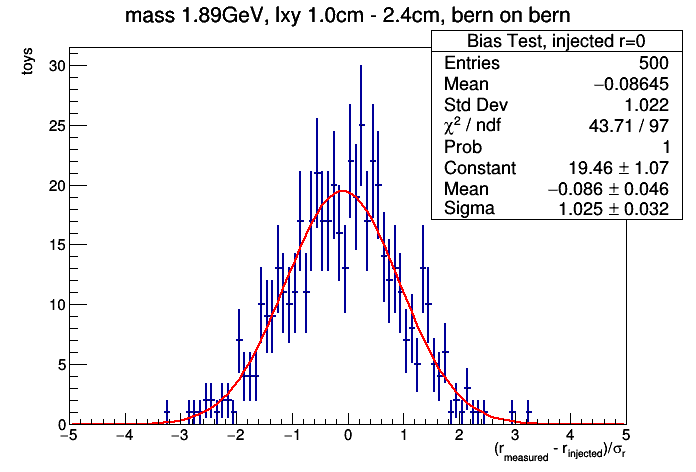 mass 1.89GeV, lxy 1.0cm - 2.4cm, bern on bern
Bias Test, injected r=0
Entries 500
Mean −0.08645
Std Dev 1.022
χ² / ndf 43.71 / 97
Prob 1
Constant 19.46 ± 1.07
Mean −0.086 ± 0.046
Sigma 1.025 ± 0.032
toys
30
25
20
15
10
5
0
−5 −4 −3 −2 −1 0 1 2 3 4 5
(r_measured - r_injected)/σ_r